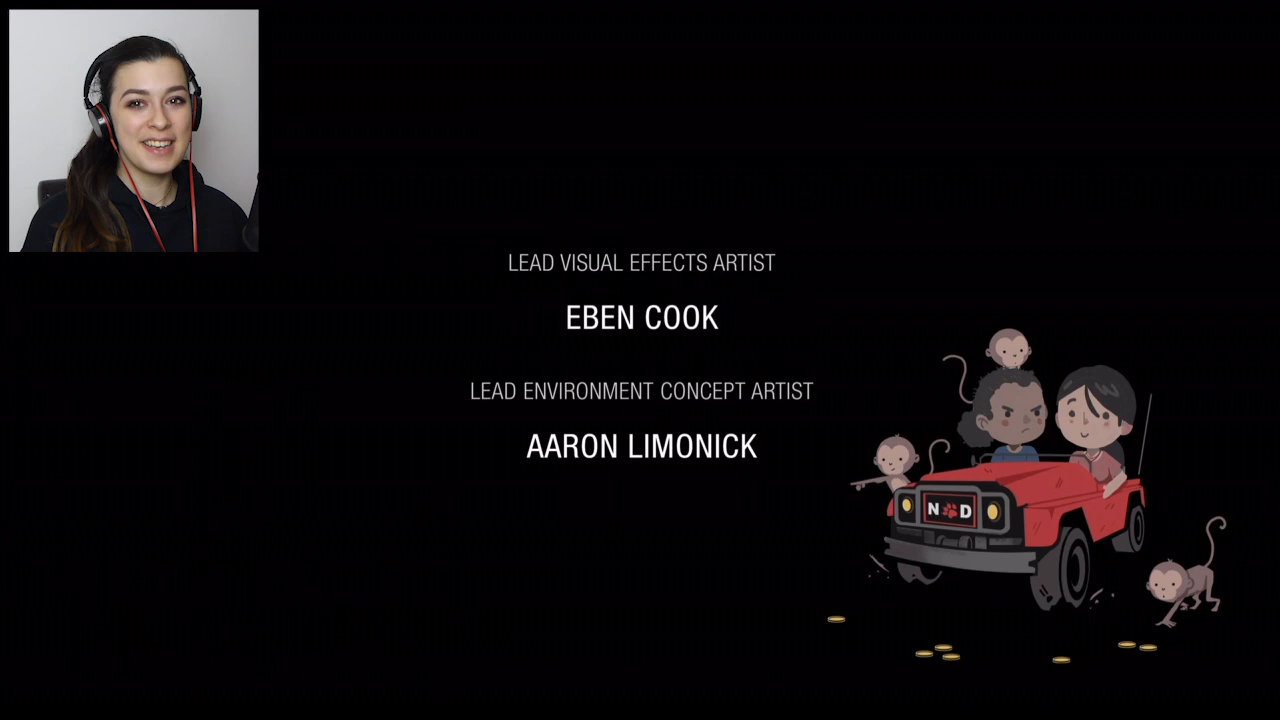 LEAD VISUAL EFFECTS ARTIST
EBEN COOK
LEAD ENVIRONMENT CONCEPT ARTIST
AARON LIMONICK
N D